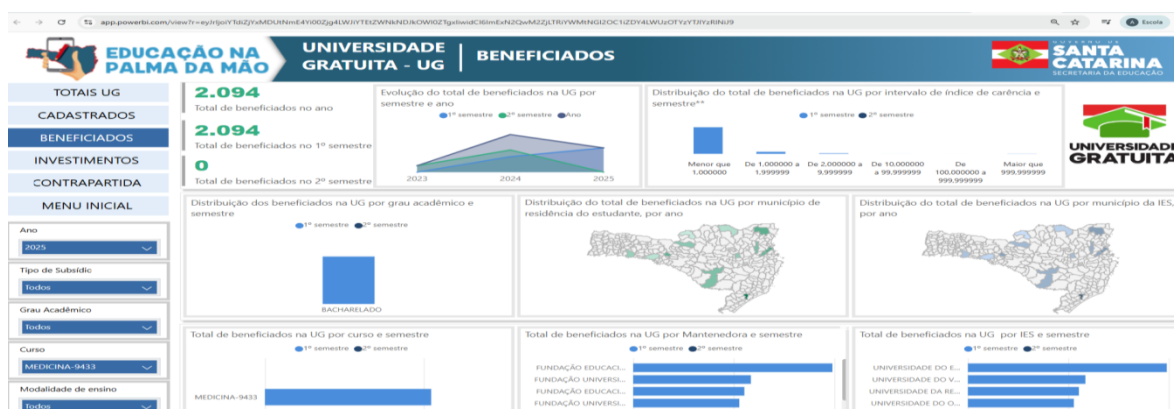 Escola
EDUCAÇÃO NA
PALMA DA MÃO
UNIVERSIDADE
GRATUITA - UG
BENEFICIADOS
GOVERNO DE
SANTA
CATARINA
SECRETARIA DA EDUCAÇÃO
TOTAIS UG
CADASTRADOS
BENEFICIADOS
INVESTIMENTOS
CONTRAPARTIDA
MENU INICIAL
Ano
2025
Tipo de Subsídio
Todos
Grau Acadêmico
Todos
Curso
MEDICINA-9433
Modalidade de ensino
Todos
2.094
Total de beneficiados no ano
2.094
Total de beneficiados no 1º semestre
0
Total de beneficiados no 2º semestre
Evolução do total de beneficiados na UG por
semestre e ano
1º semestre 2º semestre Ano
2023 2024 2025
Distribuição do total de beneficiados na UG por intervalo de índice de carência e
semestre**
1º semestre 2º semestre
Menor que
1,000000
De 1,000000 a
1,999999
De 2,000000 a
9,999999
De 10,00000
a 99,999999
De
100,000000 a
999,999999
Maior que
999,999999
UNIVERSIDADE
GRATUITA
Distribuição dos beneficiados na UG por grau acadêmico e
semestre
1º semestre 2º semestre
BACHARELADO
Distribuição do total de beneficiados na UG por município de
residência do estudante, por ano
Distribuição do total de beneficiados na UG por município da IES,
por ano
Total de beneficiados na UG por curso e semestre
1º semestre 2º semestre
MEDICINA-9433
Total de beneficiados na UG por Mantenedora e semestre
1º semestre 2º semestre
FUNDAÇÃO EDUCACI...
FUNDAÇÃO UNIVERSI...
FUNDAÇÃO EDUCACI...
FUNDAÇÃO UNIVERSI...
Total de beneficiados na UG por IES e semestre
1º semestre 2º semestre
UNIVERSIDADE DO E...
UNIVERSIDADE DO V...
UNIVERSIDADE DA RE...
UNIVERSIDADE DO O...